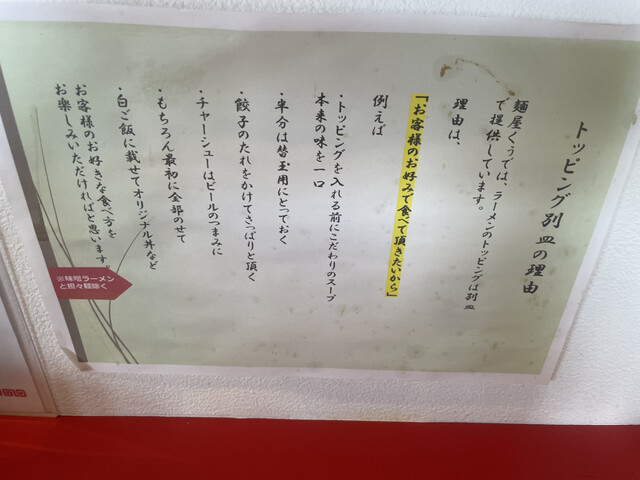 トッピング別皿の理由
麺屋くうでは、ラーメンのトッピングは別皿
で提供しています。
理由は、
「お客様のお好みで食べて頂きたいから」
例えば
・トッピングを入れる前にこだわりのスープ
本来の味を一口
・半分は替玉用にとっておく
・餃子のたれをかけてさっぱりと頂く
・チャーシューはビールのつまみに
・もちろん最初に全部のせて
・白ご飯に載せてオリジナル丼など
お客様のお好きな食べ方を
お楽しみいただければと思います。
※味噌ラーメン
と担々麺除く